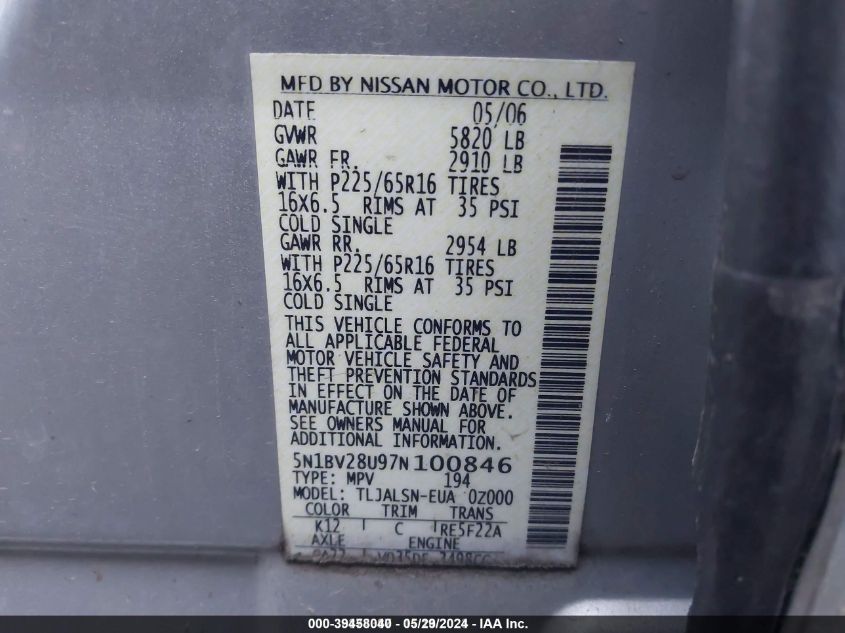 MFD BY NISSAN MOTOR CO., LTD.
DATE 05/06
GVWR 5820 LB
GAWR FR. 2910 LB
WITH P225/65R16 TIRES
16X6.5 RIMS AT 35 PSI
COLD SINGLE
GAWR RR. 2954 LB
WITH P225/65R16 TIRES
16X6.5 RIMS AT 35 PSI
COLD SINGLE
THIS VEHICLE CONFORMS TO
ALL APPLICABLE FEDERAL
MOTOR VEHICLE SAFETY AND
THEFT PREVENTION STANDARDS
IN EFFECT ON THE DATE OF
MANUFACTURE SHOWN ABOVE.
SEE OWNERS MANUAL FOR
ADDITIONAL INFORMATION
5N1BV28U97N100846
TYPE: MPV 194
MODEL: TLJALSN-EUA 0Z000
COLOR TRIM TRANS
K12 C RE5F22A
AXLE ENGINE
VQ35DE 3498CC
000-39458040 - 05/29/2024 - IAA Inc.